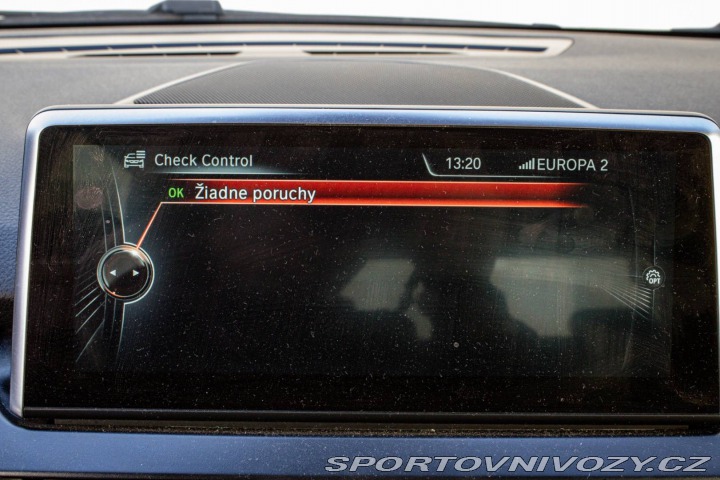 Check Control 13:20 EUROPA 2
OK Žiadne poruchy
OPT
SPORTOVNIVOZY.CZ